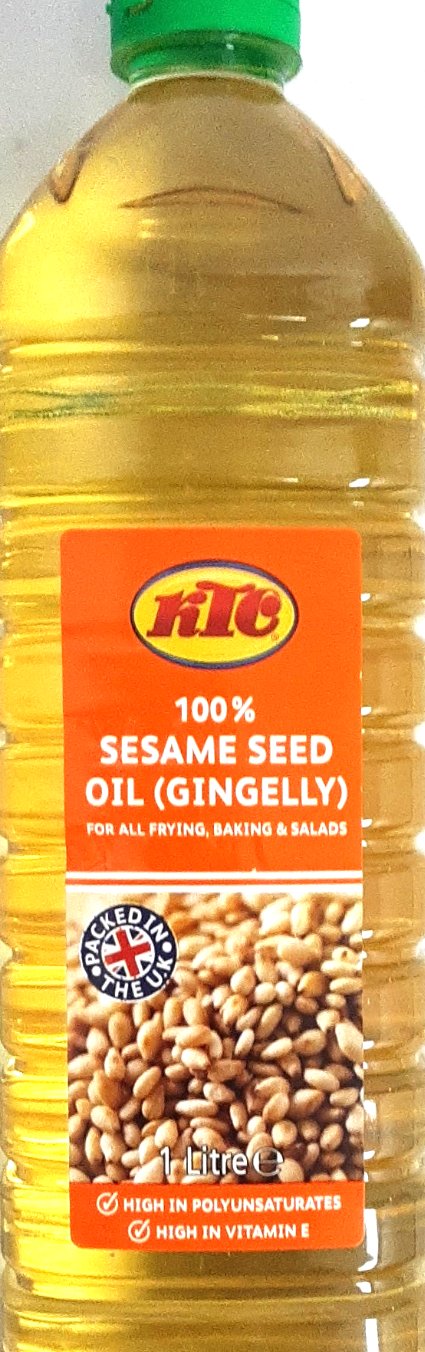 KTC
100%
SESAME SEED
OIL (GINGELLY)
FOR ALL FRYING, BAKING & SALADS
PACKED IN
THE U.K
1 Litre ℮
HIGH IN POLYUNSATURATES
HIGH IN VITAMIN E